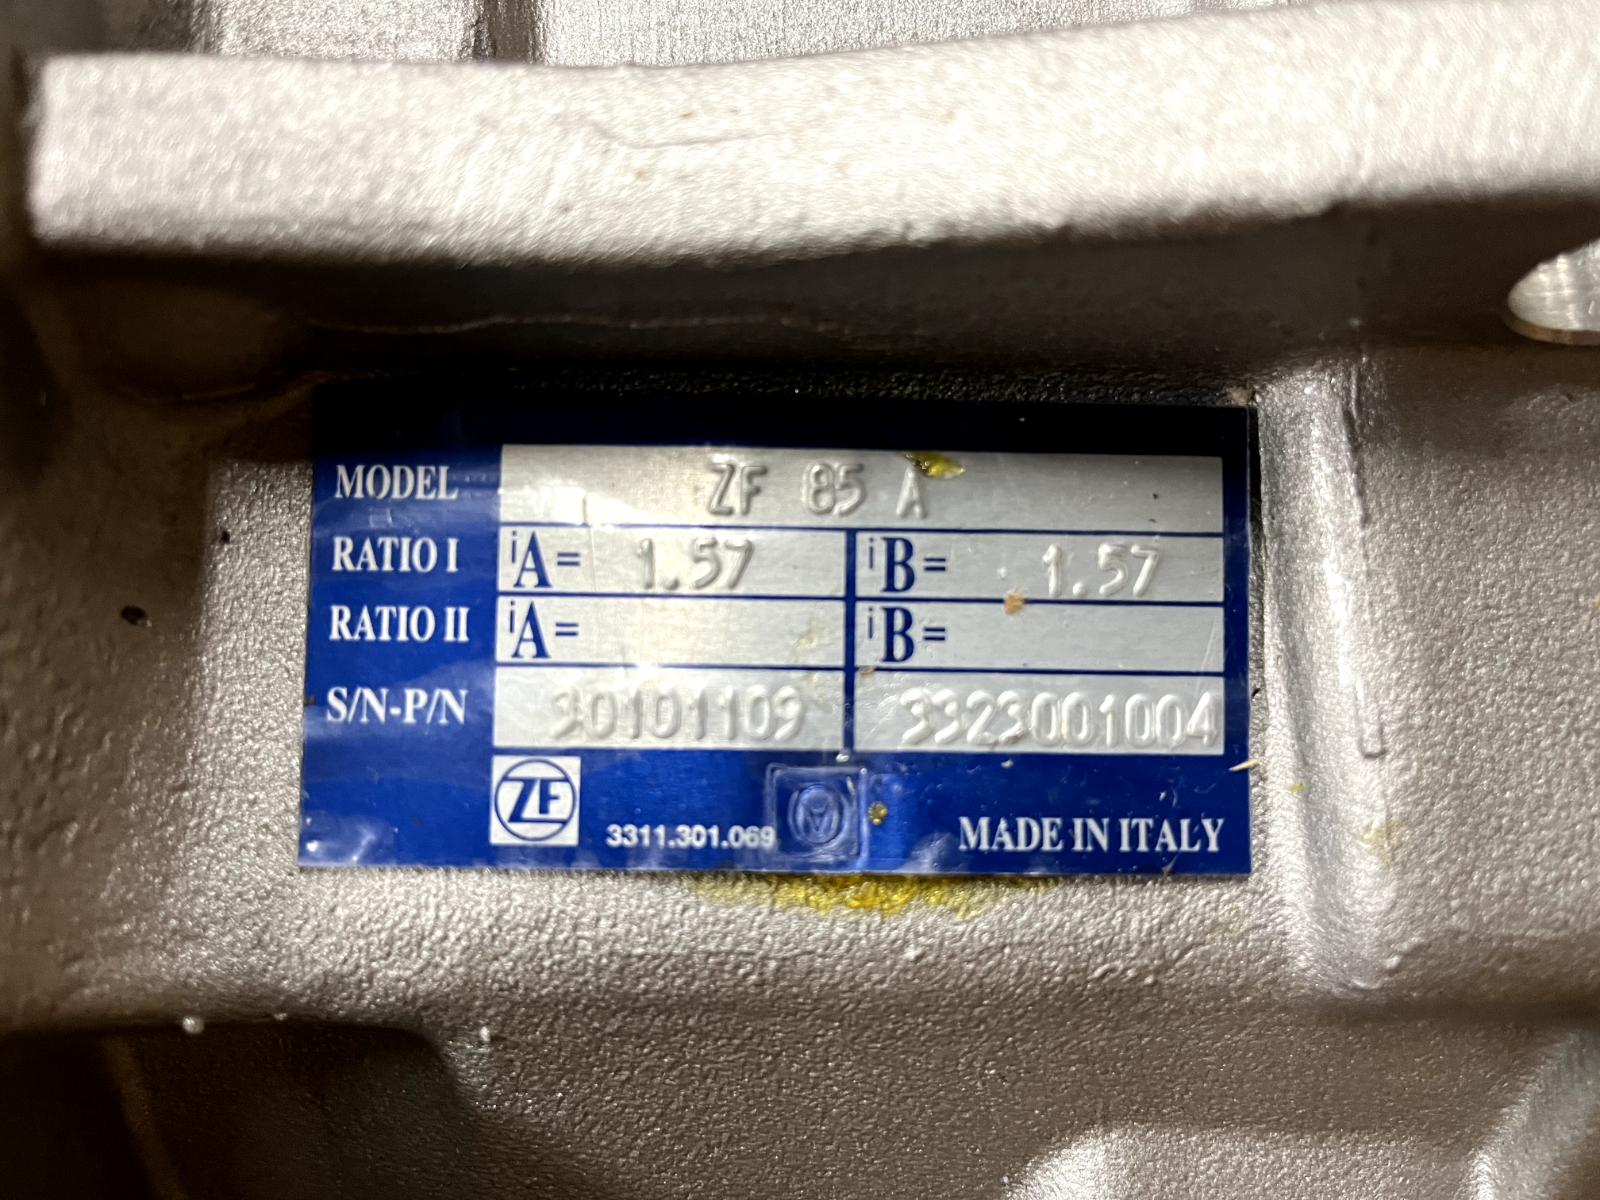 MODEL ZF 85 A
RATIO I iA= 1.57 iB= 1.57
RATIO II iA= iB=
S/N-P/N 30101109 3323001004
ZF 3311.301.069 A MADE IN ITALY